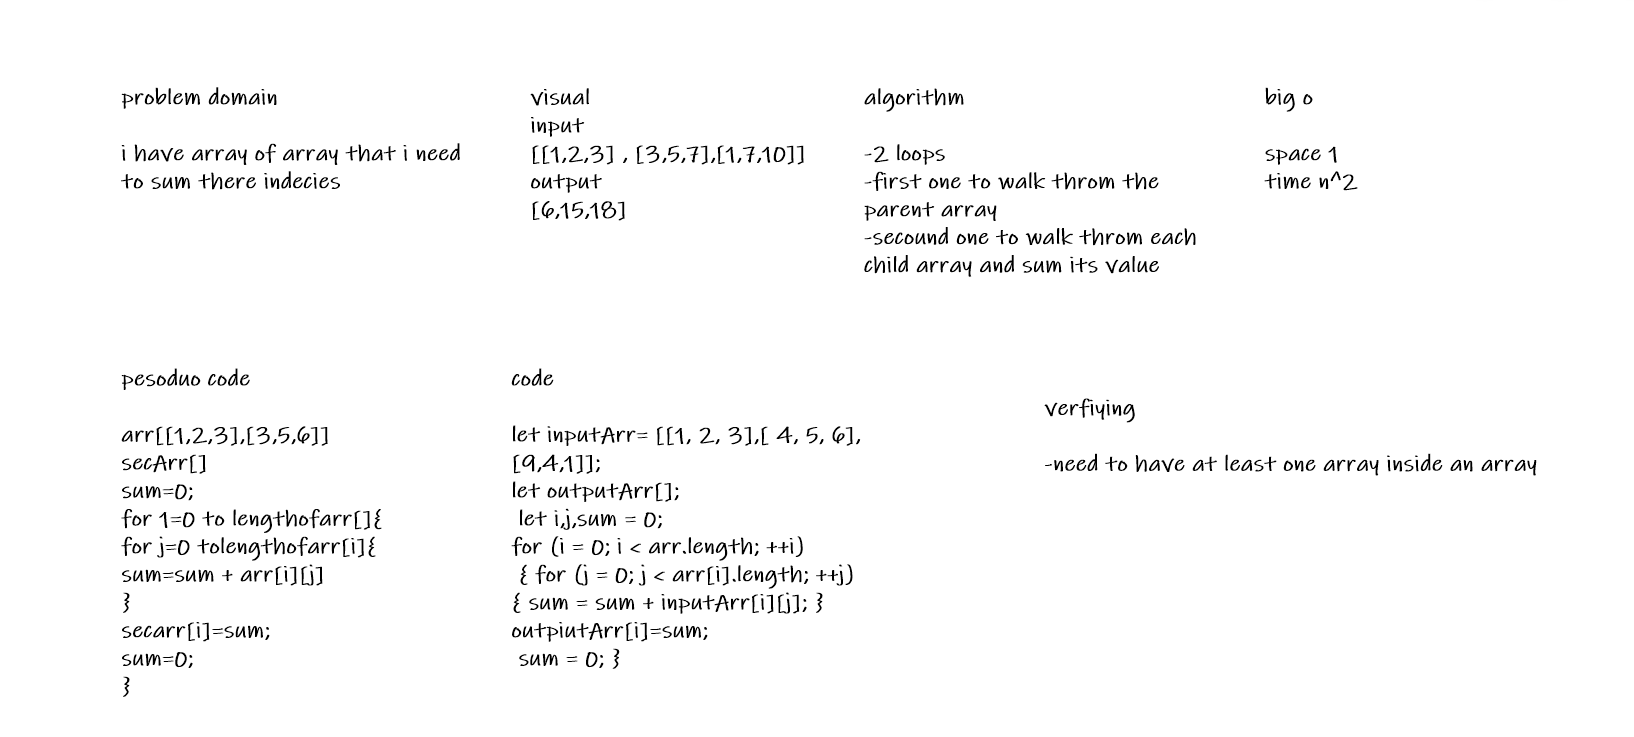 problem domain
i have array of array that i need
to sum there indecies
visual
input
[[1,2,3] , [3,5,7],[1,7,10]]
output
[6,15,18]
algorithm
-2 loops
-first one to walk throm the
parent array
-secound one to walk throm each
child array and sum its value
big o
space 1
time n^2
pesoduo code
arr[[1,2,3],[3,5,6]]
secArr[]
sum=0;
for 1=0 to lengthofarr[]{
for j=0 tolengthofarr[i]{
sum=sum + arr[i][j]
}
secarr[i]=sum;
sum=0;
}
code
let inputArr= [[1, 2, 3],[ 4, 5, 6],
[9,4,1]];
let outputArr[];
let i,j,sum = 0;
for (i = 0; i < arr.length; ++i)
{ for (j = 0; j < arr[i].length; ++j)
{ sum = sum + inputArr[i][j]; }
outpiutArr[i]=sum;
sum = 0; }
verfiying
-need to have at least one array inside an array